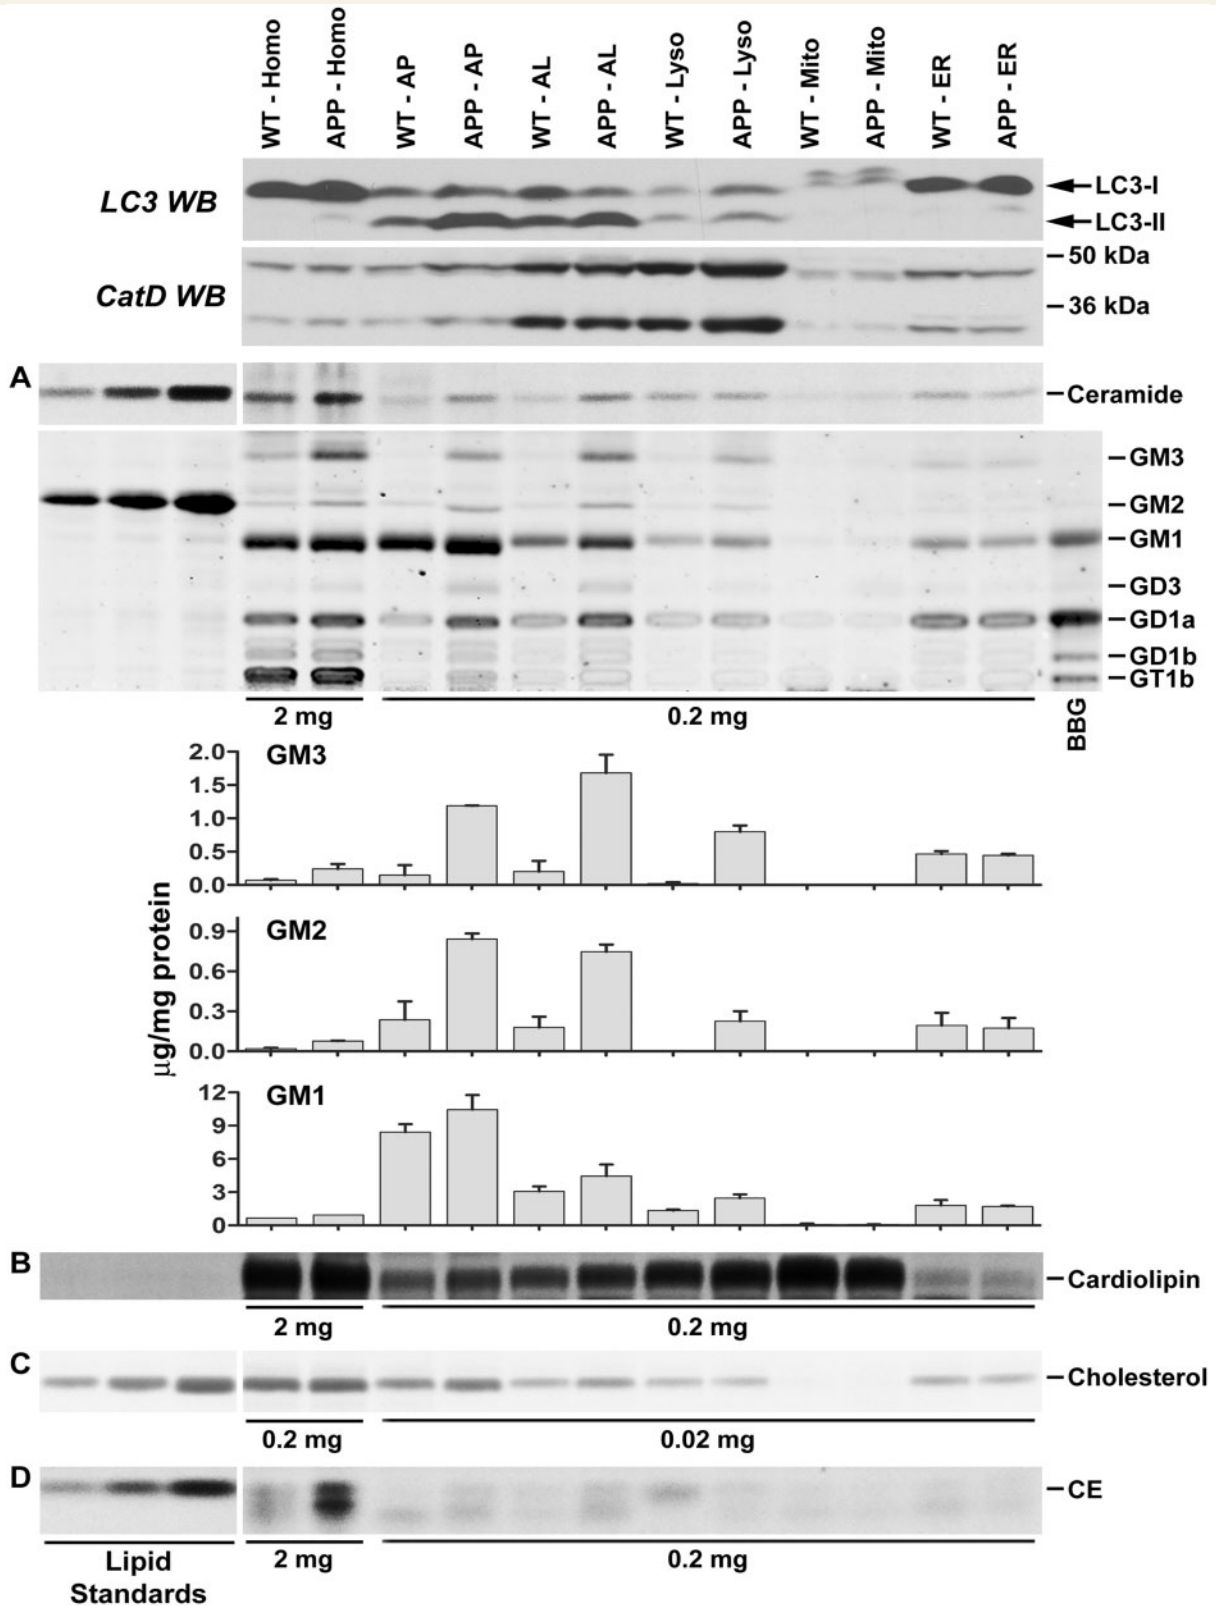 WT - Homo
APP - Homo
WT - AP
APP - AP
WT - AL
APP - AL
WT - Lyso
APP - Lyso
WT - Mito
APP - Mito
WT - ER
APP - ER
LC3 WB
LC3-I
LC3-II
CatD WB
50 kDa
36 kDa
A
Ceramide
GM3
GM2
GM1
GD3
GD1a
GD1b
GT1b
2 mg
0.2 mg
BBG
µg/mg protein
GM3
2.0
1.5
1.0
0.5
0.0
GM2
0.9
0.6
0.3
0.0
GM1
12
9
6
3
0
B
Cardiolipin
2 mg
0.2 mg
C
Cholesterol
0.2 mg
0.02 mg
D
CE
Lipid
Standards
2 mg
0.2 mg